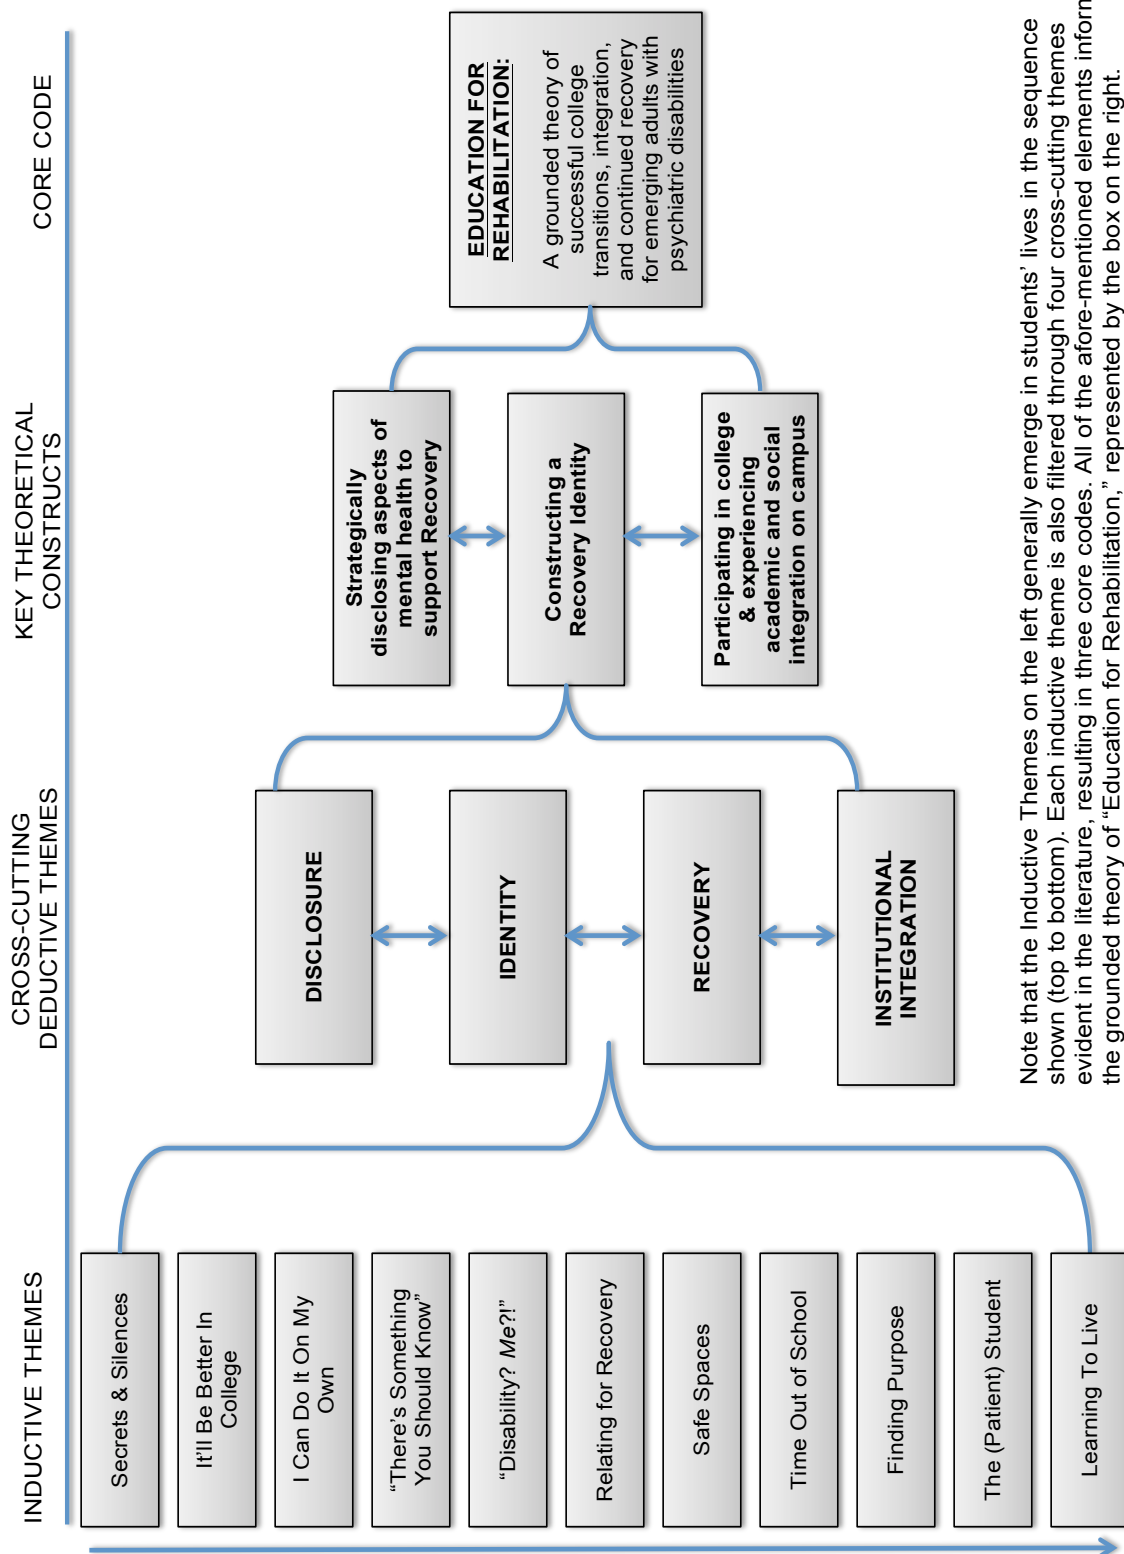 INDUCTIVE THEMES
CROSS-CUTTING
DEDUCTIVE THEMES
KEY THEORETICAL
CONSTRUCTS
CORE CODE
Secrets & Silences
It'll Be Better In
College
I Can Do It On My
Own
“There's Something
You Should Know”
“Disability? Me?!”
Relating for Recovery
Safe Spaces
Time Out of School
Finding Purpose
The (Patient) Student
Learning To Live
DISCLOSURE
IDENTITY
RECOVERY
INSTITUTIONAL
INTEGRATION
Strategically
disclosing aspects of
mental health to
support Recovery
Constructing a
Recovery Identity
Participating in college
& experiencing
academic and social
integration on campus
EDUCATION FOR
REHABILITATION:
A grounded theory of
successful college
transitions, integration,
and continued recovery
for emerging adults with
psychiatric disabilities
Note that the Inductive Themes on the left generally emerge in students' lives in the sequence
shown (top to bottom). Each inductive theme is also filtered through four cross-cutting themes
evident in the literature, resulting in three core codes. All of the afore-mentioned elements inform
the grounded theory of “Education for Rehabilitation,” represented by the box on the right.